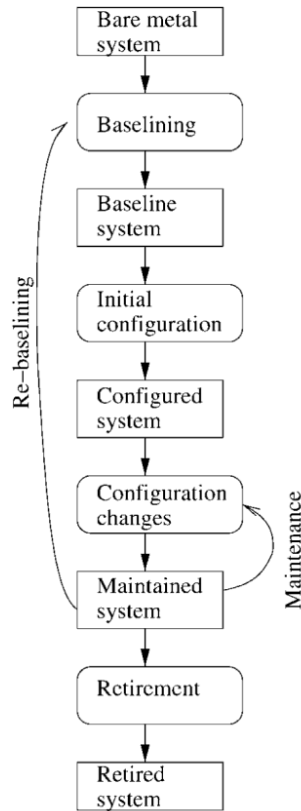 Bare metal
system
Baselining
Baseline
system
Initial
configuration
Re-baselining
Configured
system
Configuration
changes
Maintenance
Maintained
system
Retirement
Retired
system